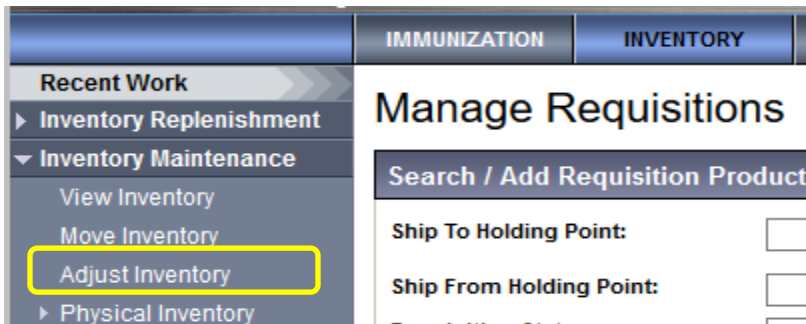 IMMUNIZATION INVENTORY
Recent Work
Inventory Replenishment
Inventory Maintenance
View Inventory
Move Inventory
Adjust Inventory
Physical Inventory
Manage Requisitions
Search / Add Requisition Product
Ship To Holding Point:
Ship From Holding Point: